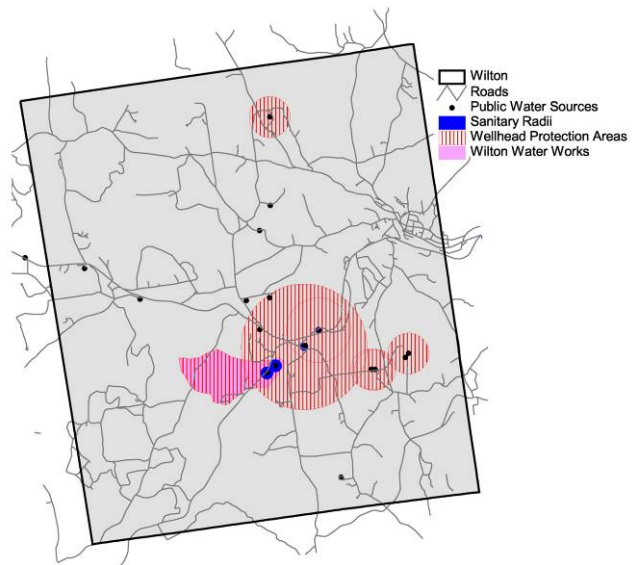 Wilton
Roads
Public Water Sources
Sanitary Radii
Wellhead Protection Areas
Wilton Water Works